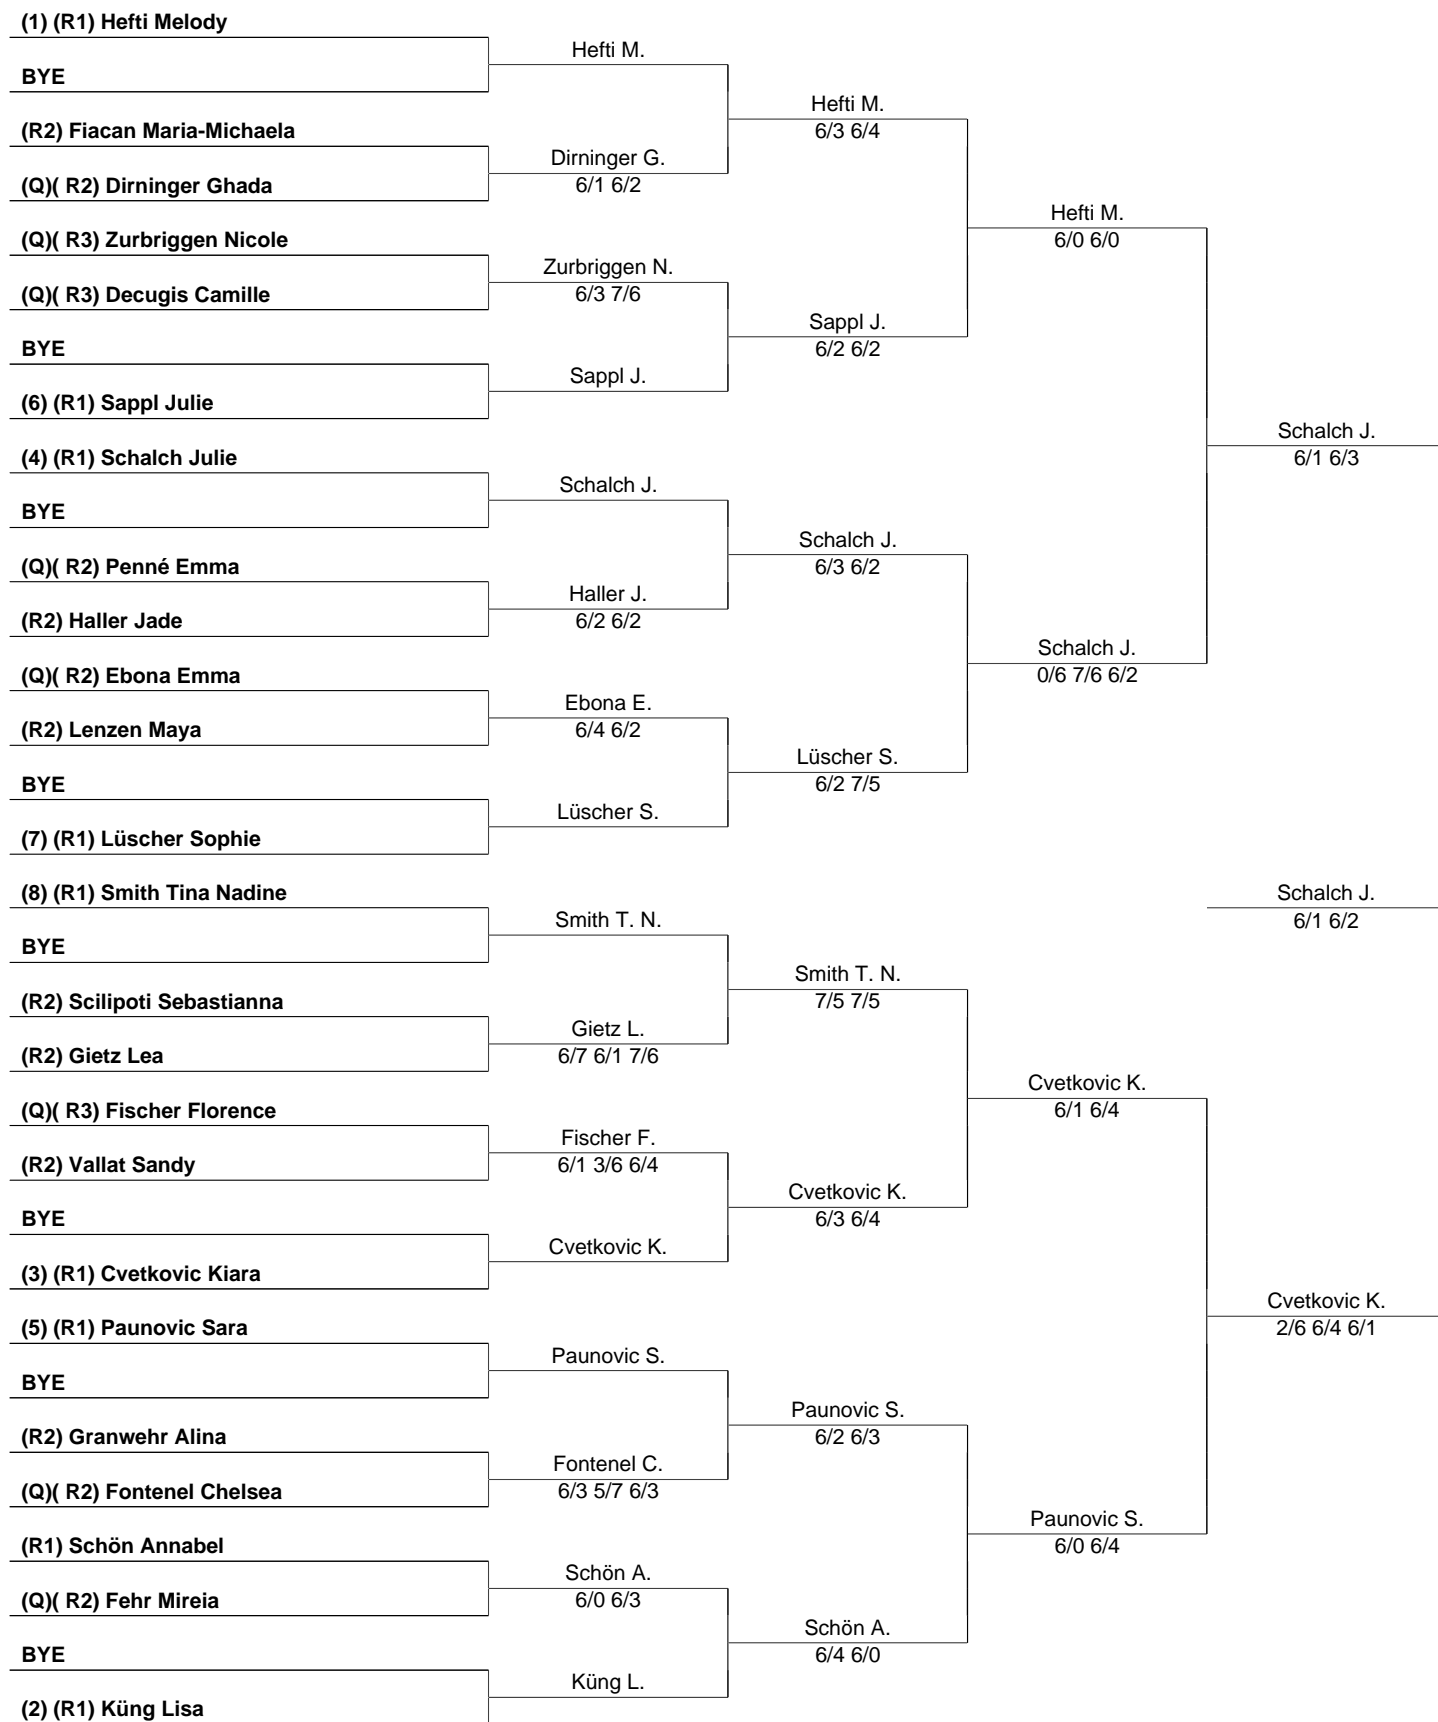 (1) (R1) Hefti Melody
Hefti M.
BYE
Hefti M.
6/3 6/4
(R2) Fiacan Maria-Michaela
Dirninger G.
6/1 6/2
(Q)( R2) Dirninger Ghada
Hefti M.
6/0 6/0
(Q)( R3) Zurbriggen Nicole
Zurbriggen N.
6/3 7/6
(Q)( R3) Decugis Camille
Sappl J.
6/2 6/2
BYE
Sappl J.
(6) (R1) Sappl Julie
Schalch J.
6/1 6/3
(4) (R1) Schalch Julie
Schalch J.
BYE
Schalch J.
6/3 6/2
(Q)( R2) Penné Emma
Haller J.
6/2 6/2
(R2) Haller Jade
Schalch J.
0/6 7/6 6/2
(Q)( R2) Ebona Emma
Ebona E.
6/4 6/2
(R2) Lenzen Maya
Lüscher S.
6/2 7/5
BYE
Lüscher S.
(7) (R1) Lüscher Sophie
(8) (R1) Smith Tina Nadine
Schalch J.
6/1 6/2
Smith T. N.
BYE
Smith T. N.
7/5 7/5
(R2) Scilipoti Sebastianna
Gietz L.
6/7 6/1 7/6
(R2) Gietz Lea
Cvetkovic K.
6/1 6/4
(Q)( R3) Fischer Florence
Fischer F.
6/1 3/6 6/4
(R2) Vallat Sandy
Cvetkovic K.
6/3 6/4
BYE
Cvetkovic K.
(3) (R1) Cvetkovic Kiara
Cvetkovic K.
2/6 6/4 6/1
(5) (R1) Paunovic Sara
Paunovic S.
BYE
Paunovic S.
6/2 6/3
(R2) Granwehr Alina
Fontenel C.
6/3 5/7 6/3
(Q)( R2) Fontenel Chelsea
Paunovic S.
6/0 6/4
(R1) Schön Annabel
Schön A.
6/0 6/3
(Q)( R2) Fehr Mireia
Schön A.
6/4 6/0
BYE
Küng L.
(2) (R1) Küng Lisa